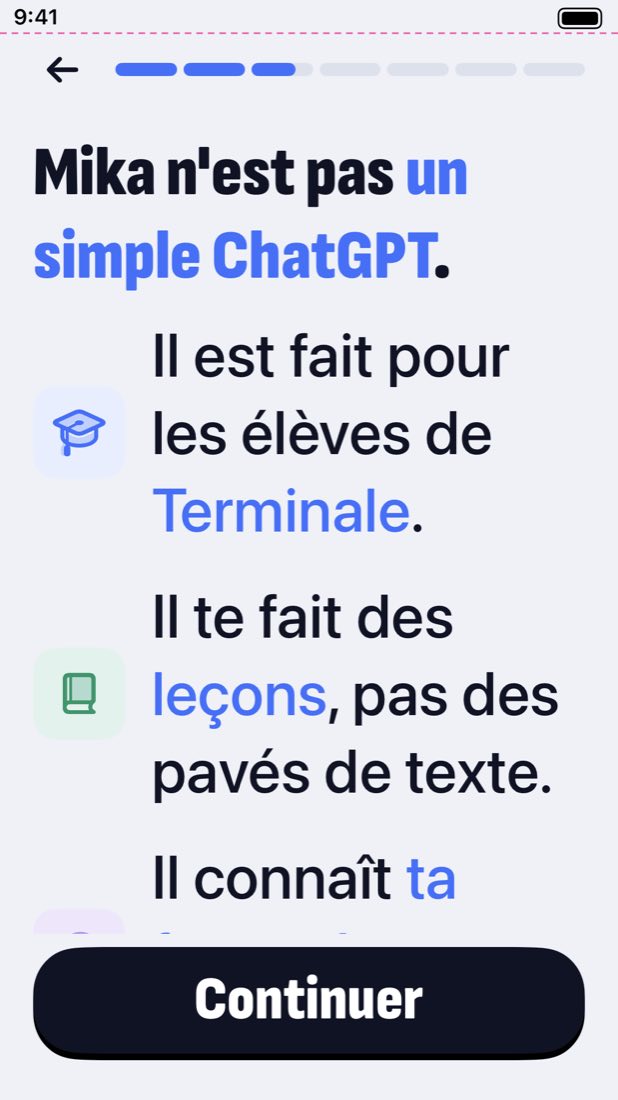 9:41
Mika n'est pas un
simple ChatGPT.
Il est fait pour
les élèves de
Terminale.
Il te fait des
leçons, pas des
pavés de texte.
Il connaît ta
Continuer